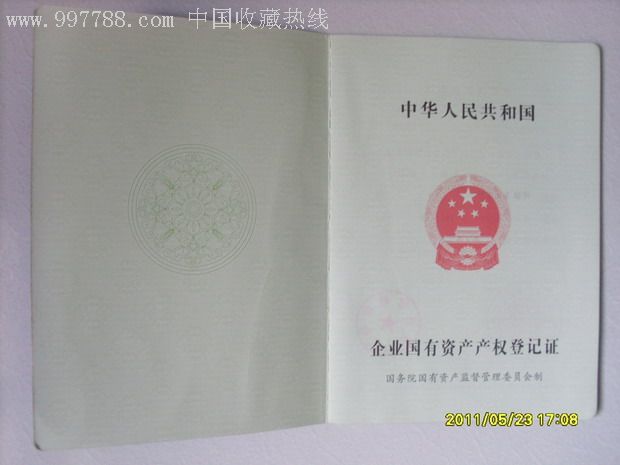 www.997788.com 中国收藏热线
中华人民共和国
企业国有资产产权登记证
国务院国有资产监督管理委员会制
2011/05/23 17:08